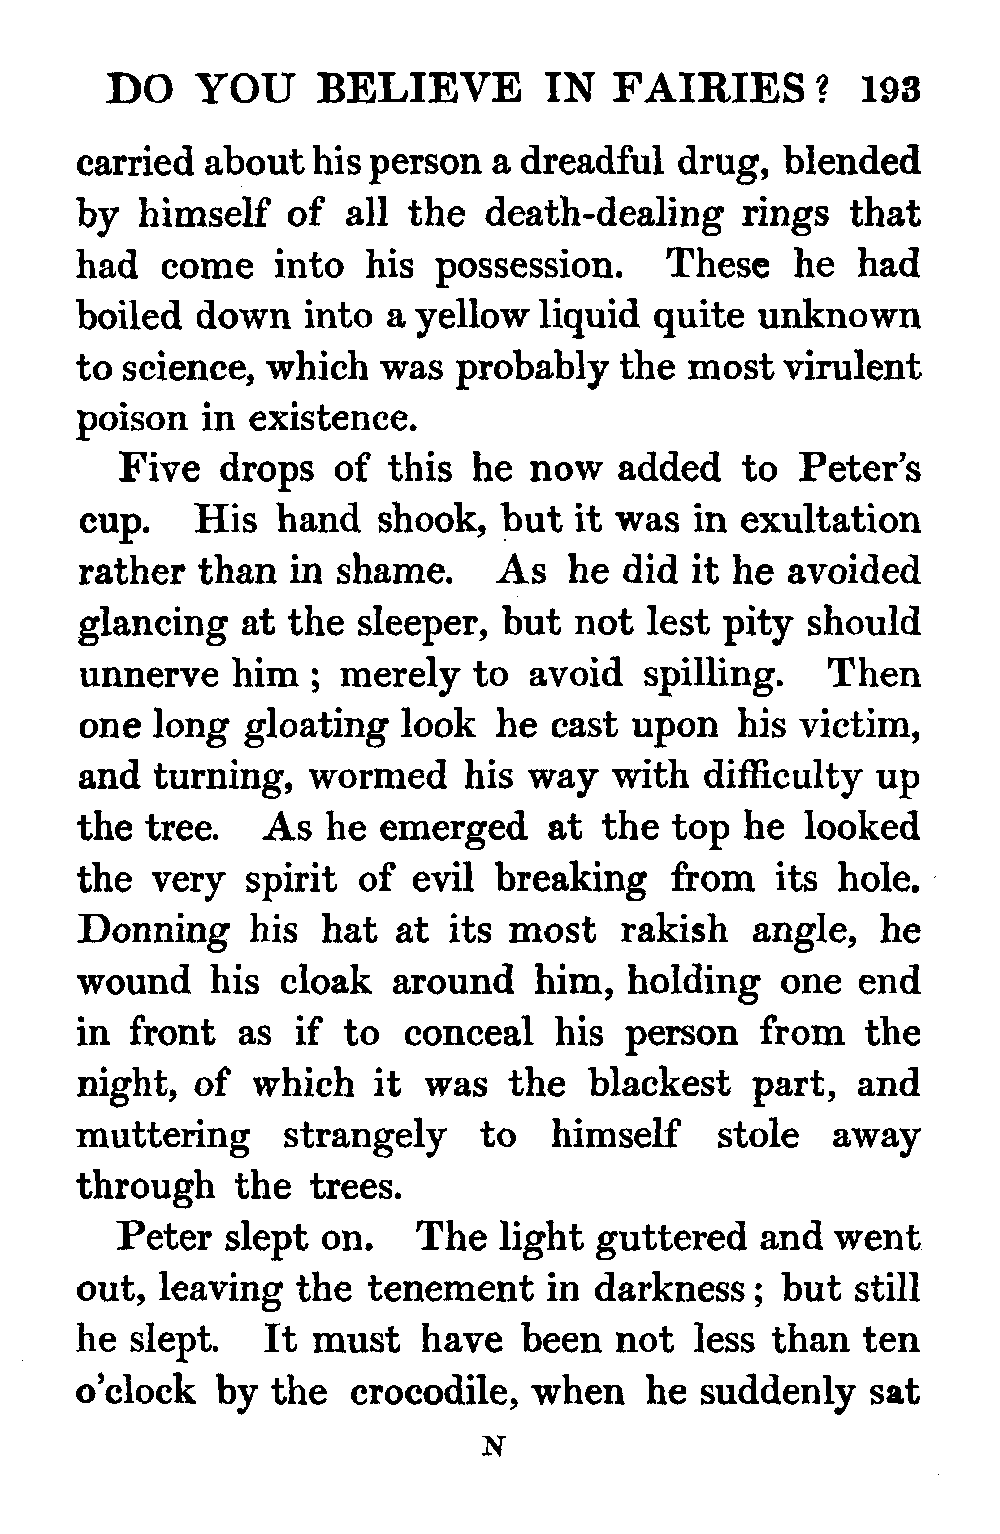 DO YOU BELIEVE IN FAIRIES? 193
carried about his person a dreadful drug, blended
by himself of all the death-dealing rings that
had come into his possession. These he had
boiled down into a yellow liquid quite unknown
to science, which was probably the most virulent
poison in existence.
Five drops of this he now added to Peter's
cup. His hand shook, but it was in exultation
rather than in shame. As he did it he avoided
glancing at the sleeper, but not lest pity should
unnerve him ; merely to avoid spilling. Then
one long gloating look he cast upon his victim,
and turning, wormed his way with difficulty up
the tree. As he emerged at the top he looked
the very spirit of evil breaking from its hole.
Donning his hat at its most rakish angle, he
wound his cloak around him, holding one end
in front as if to conceal his person from the
night, of which it was the blackest part, and
muttering strangely to himself stole away
through the trees.
Peter slept on. The light guttered and went
out, leaving the tenement in darkness ; but still
he slept. It must have been not less than ten
o'clock by the crocodile, when he suddenly sat
N